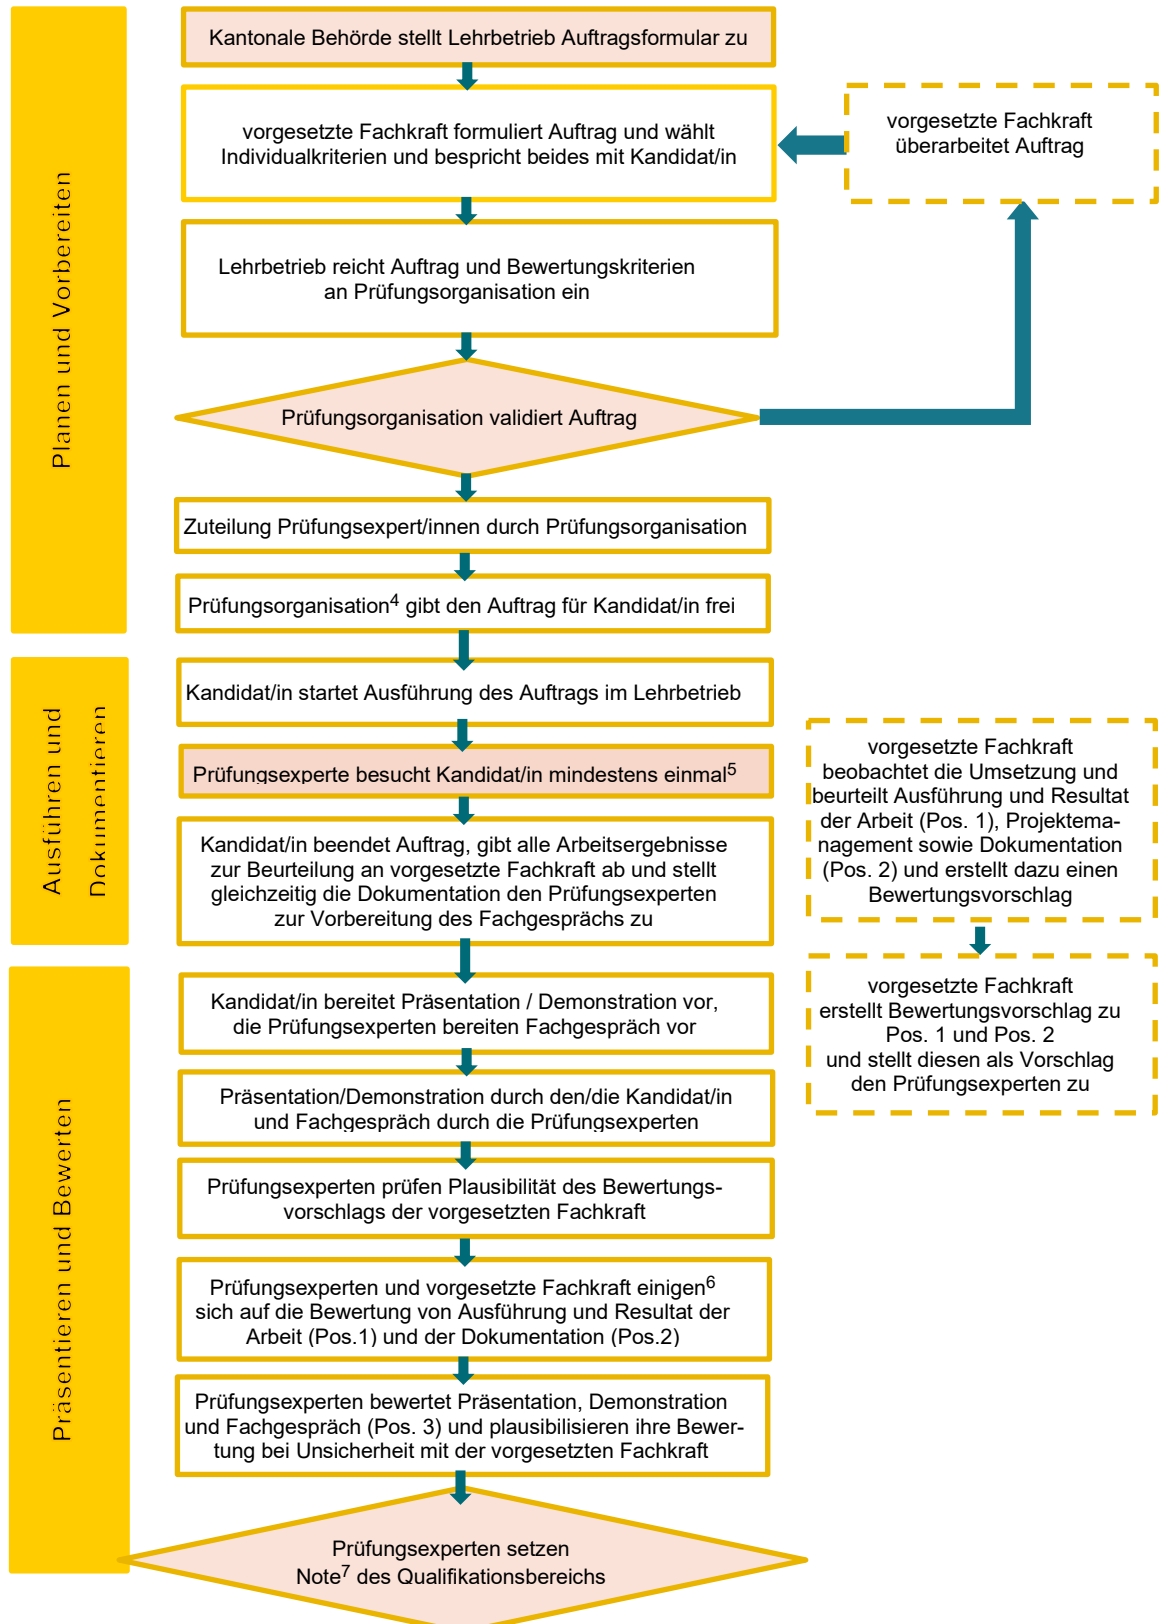 Planen und Vorbereiten
Kantonale Behörde stellt Lehrbetrieb Auftragsformular zu
vorgesetzte Fachkraft formuliert Auftrag und wählt
Individualkriterien und bespricht beides mit Kandidat/in
vorgesetzte Fachkraft
überarbeitet Auftrag
Lehrbetrieb reicht Auftrag und Bewertungskriterien
an Prüfungsorganisation ein
Prüfungsorganisation validiert Auftrag
Zuteilung Prüfungsexpert/innen durch Prüfungsorganisation
Prüfungsorganisation⁴ gibt den Auftrag für Kandidat/in frei
Ausführen und
Dokumentieren
Kandidat/in startet Ausführung des Auftrags im Lehrbetrieb
Prüfungsexperte besucht Kandidat/in mindestens einmal⁵
Kandidat/in beendet Auftrag, gibt alle Arbeitsergebnisse
zur Beurteilung an vorgesetzte Fachkraft ab und stellt
gleichzeitig die Dokumentation den Prüfungsexperten
zur Vorbereitung des Fachgesprächs zu
vorgesetzte Fachkraft
beobachtet die Umsetzung und
beurteilt Ausführung und Resultat
der Arbeit (Pos. 1), Projektema-
nagement sowie Dokumentation
(Pos. 2) und erstellt dazu einen
Bewertungsvorschlag
Präsentieren und Bewerten
Kandidat/in bereitet Präsentation / Demonstration vor,
die Prüfungsexperten bereiten Fachgespräch vor
vorgesetzte Fachkraft
erstellt Bewertungsvorschlag zu
Pos. 1 und Pos. 2
und stellt diesen als Vorschlag
den Prüfungsexperten zu
Präsentation/Demonstration durch den/die Kandidat/in
und Fachgespräch durch die Prüfungsexperten
Prüfungsexperten prüfen Plausibilität des Bewertungs-
vorschlags der vorgesetzten Fachkraft
Prüfungsexperten und vorgesetzte Fachkraft einigen⁶
sich auf die Bewertung von Ausführung und Resultat der
Arbeit (Pos.1) und der Dokumentation (Pos.2)
Prüfungsexperten bewertet Präsentation, Demonstration
und Fachgespräch (Pos. 3) und plausibilisieren ihre Bewer-
tung bei Unsicherheit mit der vorgesetzten Fachkraft
Prüfungsexperten setzen
Note⁷ des Qualifikationsbereichs